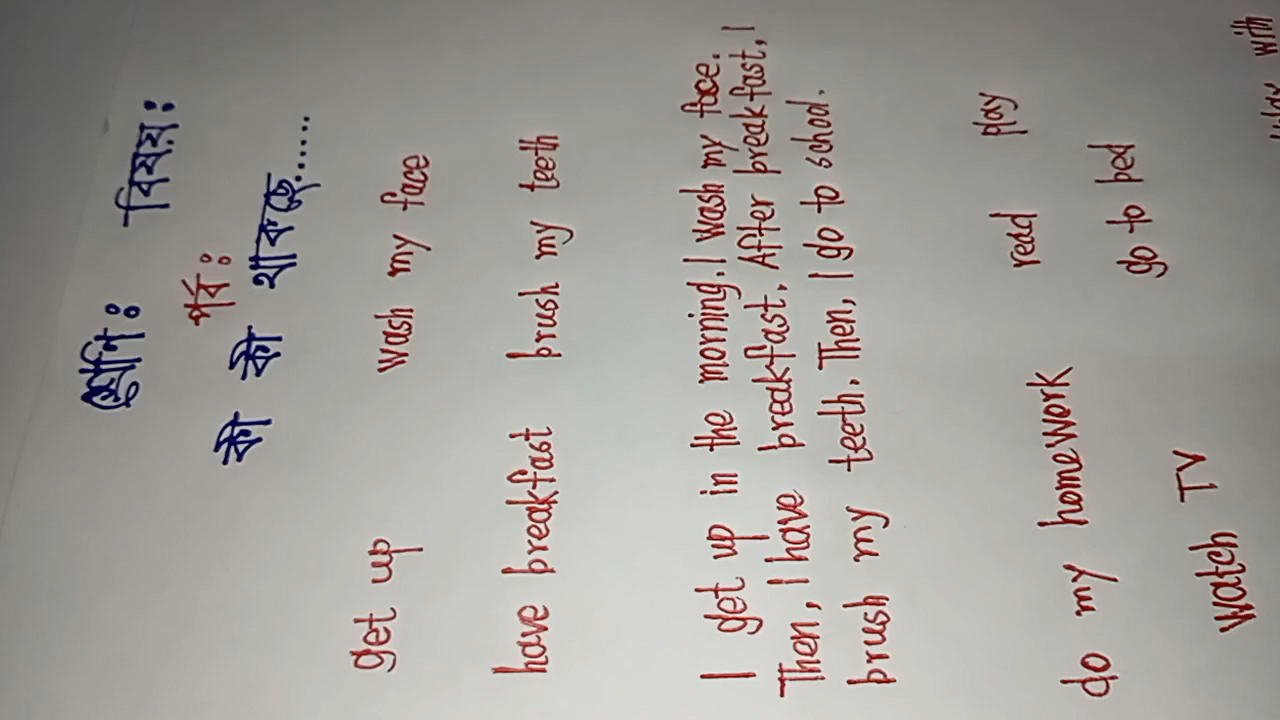 শ্রেণি: বিষয়:
পর্ব:
কী কী থাকছে......
get up wash my face
have breakfast brush my teeth
I get up in the morning. I wash my face.
Then, I have breakfast. After breakfast, I
brush my teeth. Then, I go to school.
do my homework read play
watch TV go to bed
with